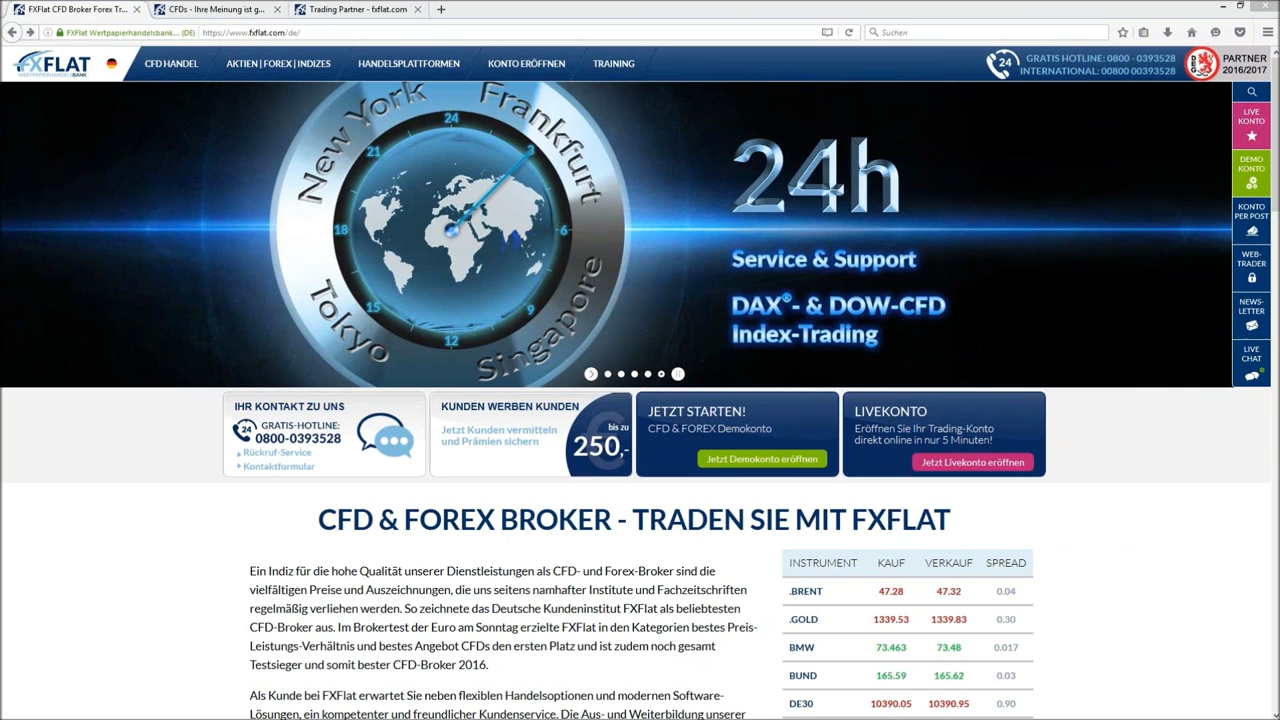 FXFlat CFD Broker Forex Tr...
CFDs - Ihre Meinung ist g...
Trading Partner - fxflat.com
FXFlat Wertpapierhandelsbank... (DE)
https://www.fxflat.com/de/
Suchen
FXFLAT
WERTPAPIERHANDELSBANK
CFD HANDEL
AKTIEN | FOREX | INDIZES
HANDELSPLATTFORMEN
KONTO ERÖFFNEN
TRAINING
24
GRATIS HOTLINE: 0800 - 0393528
INTERNATIONAL: 00800 00393528
DEG
PARTNER
2016/2017
LIVE
KONTO
DEMO
KONTO
KONTO
PER POST
WEB-
TRADER
NEWS-
LETTER
LIVE
CHAT
New York
Frankfurt
Tokyo
Singapore
24
3
6
9
12
15
18
21
24h
Service & Support
DAX®- & DOW-CFD
Index-Trading
IHR KONTAKT ZU UNS
24
GRATIS-HOTLINE:
0800-0393528
Rückruf-Service
Kontaktformular
KUNDEN WERBEN KUNDEN
Jetzt Kunden vermitteln
und Prämien sichern
bis zu
250,-
JETZT STARTEN!
CFD & FOREX Demokonto
Jetzt Demokonto eröffnen
LIVEKONTO
Eröffnen Sie Ihr Trading-Konto
direkt online in nur 5 Minuten!
Jetzt Livekonto eröffnen
CFD & FOREX BROKER - TRADEN SIE MIT FXFLAT
Ein Indiz für die hohe Qualität unserer Dienstleistungen als CFD- und Forex-Broker sind die
vielfältigen Preise und Auszeichnungen, die uns seitens namhafter Institute und Fachzeitschriften
regelmäßig verliehen werden. So zeichnete das Deutsche Kundeninstitut FXFlat als beliebtesten
CFD-Broker aus. Im Brokertest der Euro am Sonntag erzielte FXFlat in den Kategorien bestes Preis-
Leistungs-Verhältnis und bestes Angebot CFDs den ersten Platz und ist zudem noch gesamt
Testsieger und somit bester CFD-Broker 2016.
Als Kunde bei FXFlat erwartet Sie neben flexiblen Handelsoptionen und modernen Software-
Lösungen, ein kompetenter und freundlicher Kundenservice. Die Aus- und Weiterbildung unserer
INSTRUMENT KAUF VERKAUF SPREAD
.BRENT 47.28 47.32 0.04
.GOLD 1339.53 1339.83 0.30
BMW 73.463 73.48 0.017
BUND 165.59 165.62 0.03
DE30 10390.05 10390.95 0.90